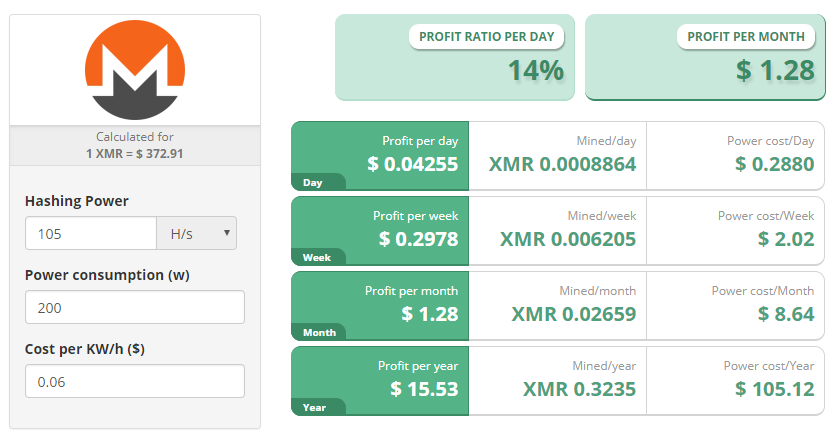 Calculated for
1 XMR = $ 372.91
Hashing Power
105 H/s
Power consumption (w)
200
Cost per KW/h ($)
0.06
PROFIT RATIO PER DAY
14%
PROFIT PER MONTH
$ 1.28
Profit per day Mined/day Power cost/Day
$ 0.04255 XMR 0.0008864 $ 0.2880
Day
Profit per week Mined/week Power cost/Week
$ 0.2978 XMR 0.006205 $ 2.02
Week
Profit per month Mined/month Power cost/Month
$ 1.28 XMR 0.02659 $ 8.64
Month
Profit per year Mined/year Power cost/Year
$ 15.53 XMR 0.3235 $ 105.12
Year